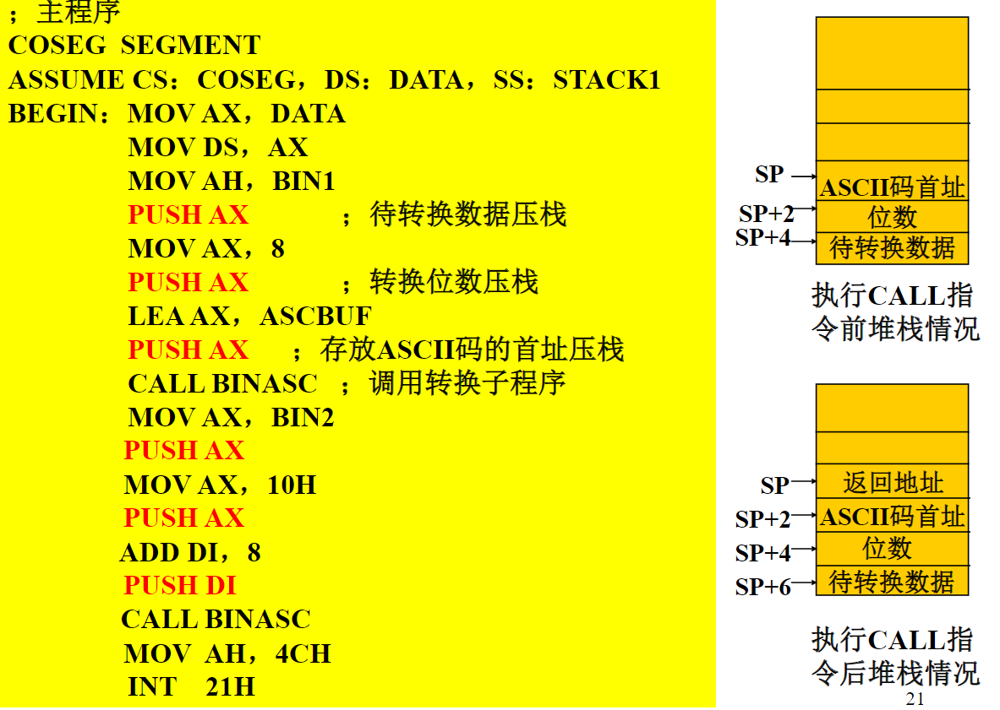 ；主程序
COSEG SEGMENT
ASSUME CS：COSEG，DS：DATA，SS：STACK1
BEGIN：MOV AX，DATA
MOV DS，AX
MOV AH，BIN1
PUSH AX ；待转换数据压栈
MOV AX，8
PUSH AX ；转换位数压栈
LEA AX，ASCBUF
PUSH AX ；存放ASCII码的首址压栈
CALL BINASC ；调用转换子程序
MOV AX，BIN2
PUSH AX
MOV AX，10H
PUSH AX
ADD DI，8
PUSH DI
CALL BINASC
MOV AH，4CH
INT 21H
SP ASCII码首址
SP+2 位数
SP+4 待转换数据
执行CALL指
令前堆栈情况
SP 返回地址
SP+2 ASCII码首址
SP+4 位数
SP+6 待转换数据
执行CALL指
令后堆栈情况
21